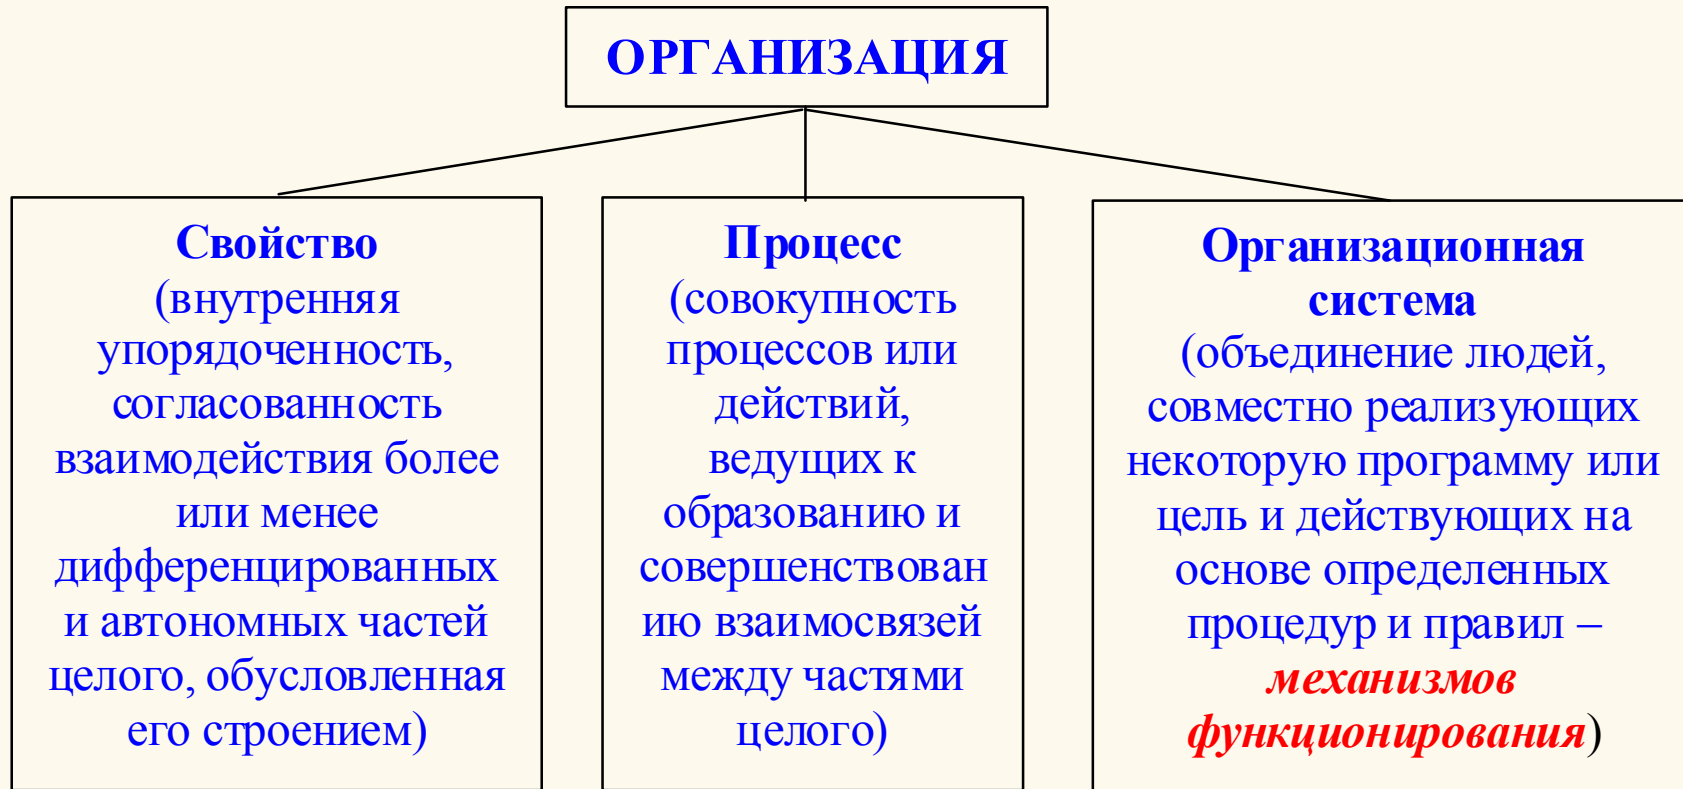 ОРГАНИЗАЦИЯ
Свойство
(внутренняя
упорядоченность,
согласованность
взаимодействия более
или менее
дифференцированных
и автономных частей
целого, обусловленная
его строением)
Процесс
(совокупность
процессов или
действий,
ведущих к
образованию и
совершенствован
ию взаимосвязей
между частями
целого)
Организационная
система
(объединение людей,
совместно реализующих
некоторую программу или
цель и действующих на
основе определенных
процедур и правил –
механизмов
функционирования)